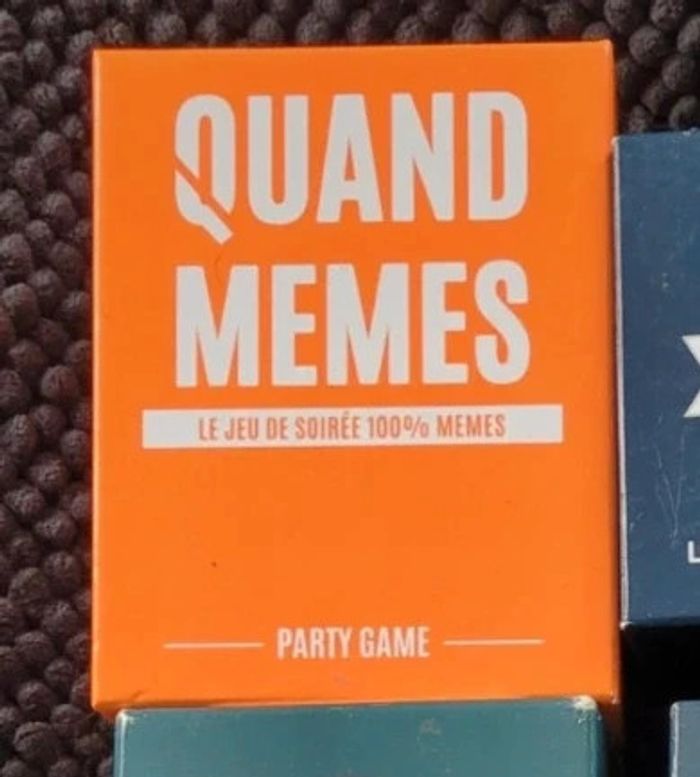 QUAND
MEMES
LE JEU DE SOIRÉE 100% MEMES
PARTY GAME